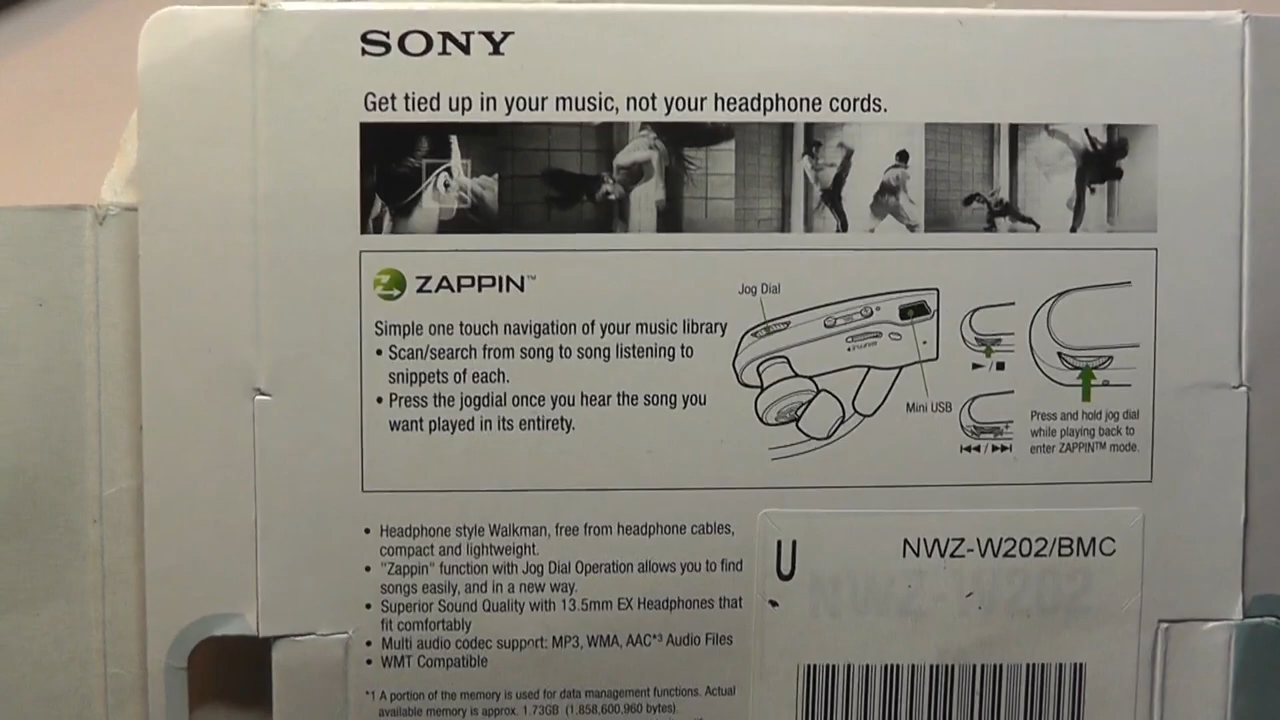 SONY
Get tied up in your music, not your headphone cords.
ZAPPIN™
Simple one touch navigation of your music library
• Scan/search from song to song listening to
snippets of each.
• Press the jogdial once you hear the song you
want played in its entirety.
Jog Dial
Mini USB
Press and hold jog dial
while playing back to
enter ZAPPIN™ mode.
• Headphone style Walkman, free from headphone cables,
compact and lightweight.
• "Zappin" function with Jog Dial Operation allows you to find
songs easily, and in a new way.
• Superior Sound Quality with 13.5mm EX Headphones that
fit comfortably
• Multi audio codec support: MP3, WMA, AAC*³ Audio Files
• WMT Compatible
*1 A portion of the memory is used for data management functions. Actual
available memory is approx. 1.73GB (1,858,600,960 bytes).
U
NWZ-W202/BMC
NWZ-W202